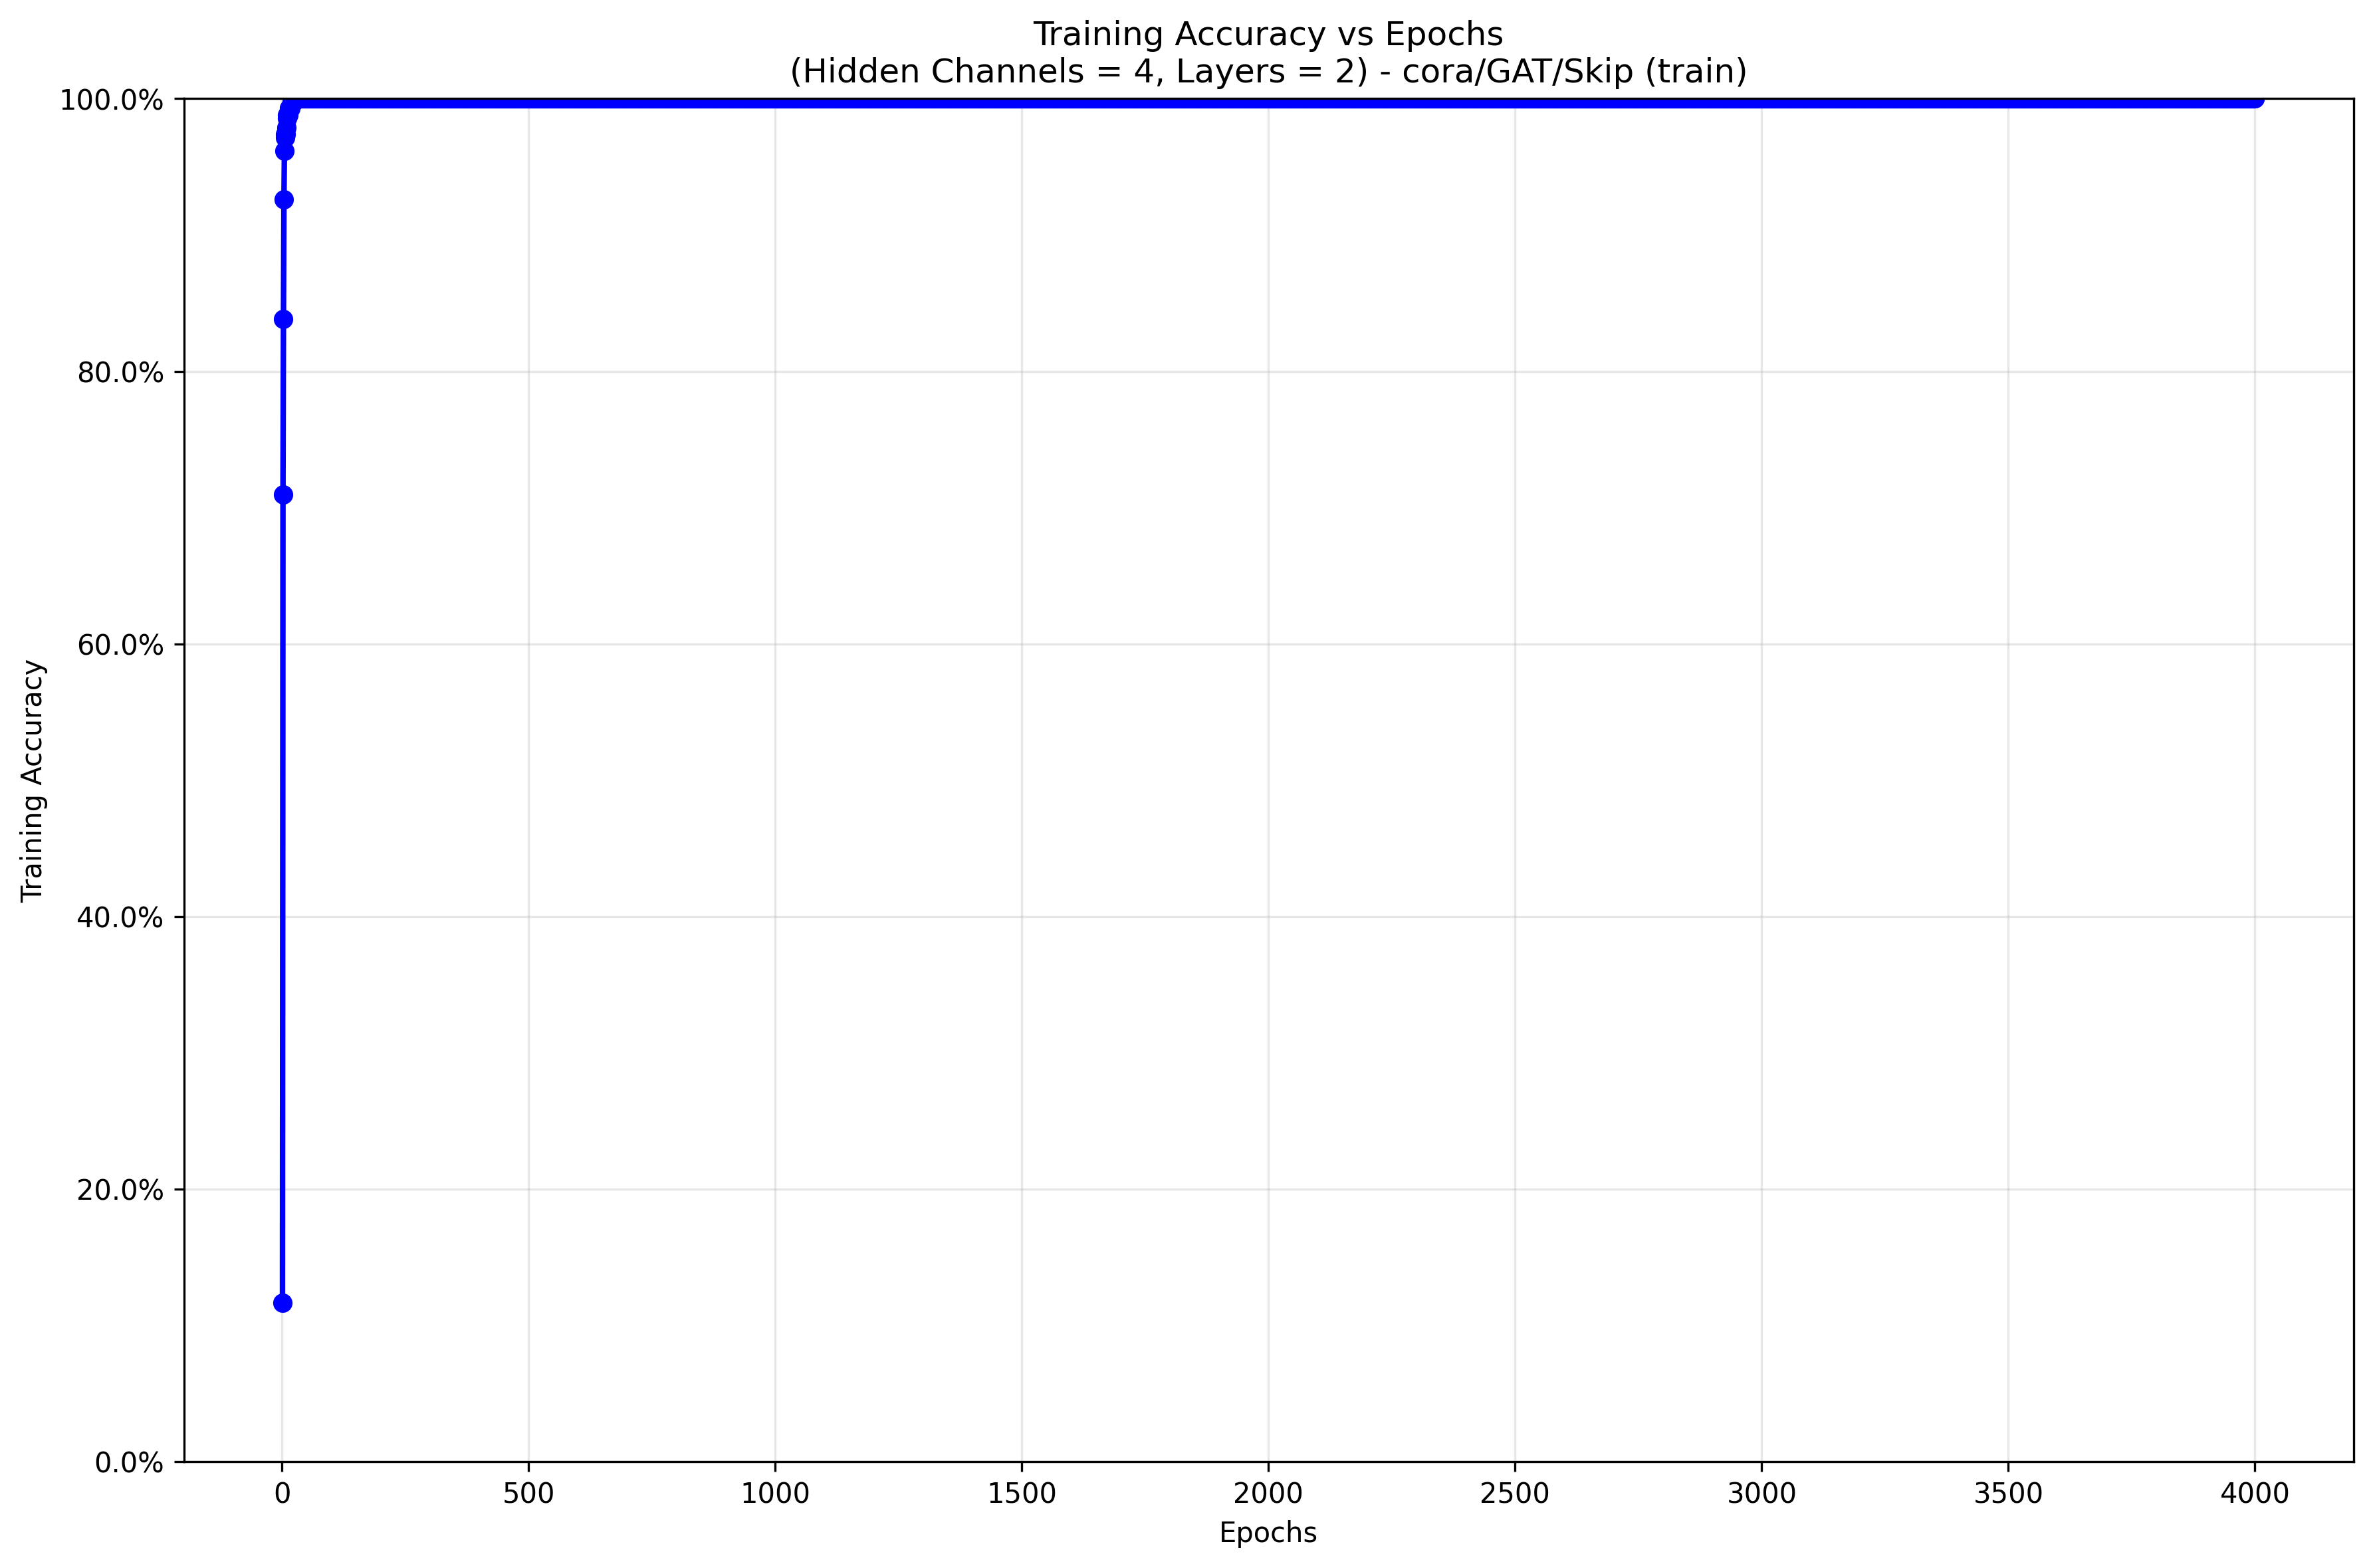 Training Accuracy vs Epochs
(Hidden Channels = 4, Layers = 2) - cora/GAT/Skip (train)
100.0%
80.0%
60.0%
40.0%
20.0%
0.0%
Training Accuracy
0 500 1000 1500 2000 2500 3000 3500 4000
Epochs